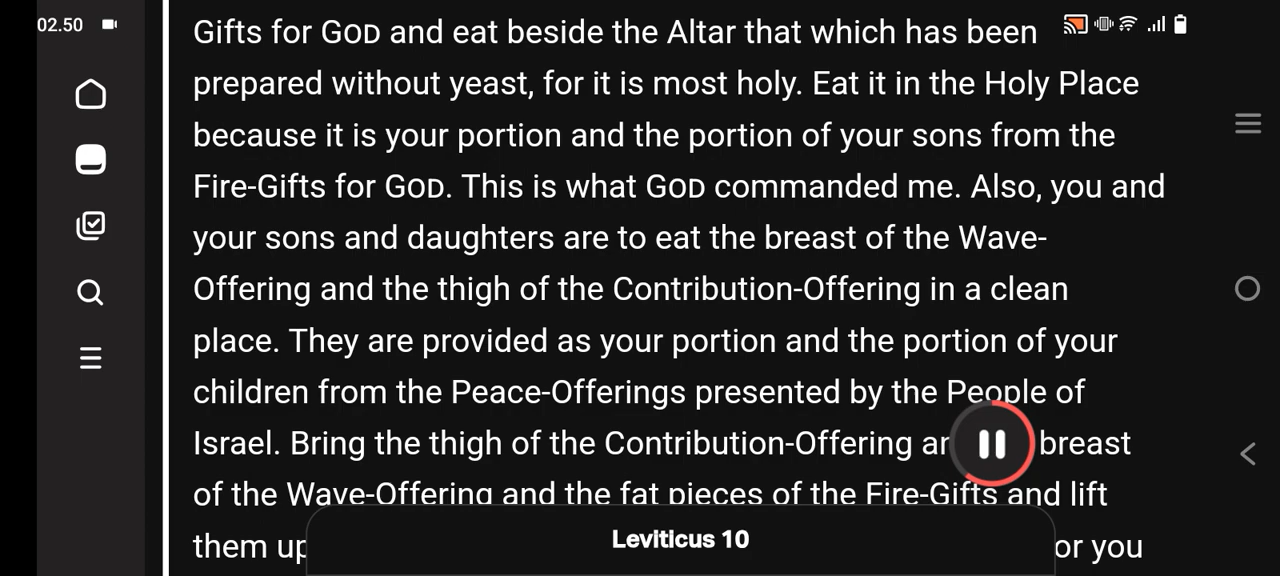 02.50
Gifts for GOD and eat beside the Altar that which has been
prepared without yeast, for it is most holy. Eat it in the Holy Place
because it is your portion and the portion of your sons from the
Fire-Gifts for GOD. This is what GOD commanded me. Also, you and
your sons and daughters are to eat the breast of the Wave-
Offering and the thigh of the Contribution-Offering in a clean
place. They are provided as your portion and the portion of your
children from the Peace-Offerings presented by the People of
Israel. Bring the thigh of the Contribution-Offering breast
of the Wave-Offering and the fat pieces of the Fire-Gifts and lift
them up or you
Leviticus 10